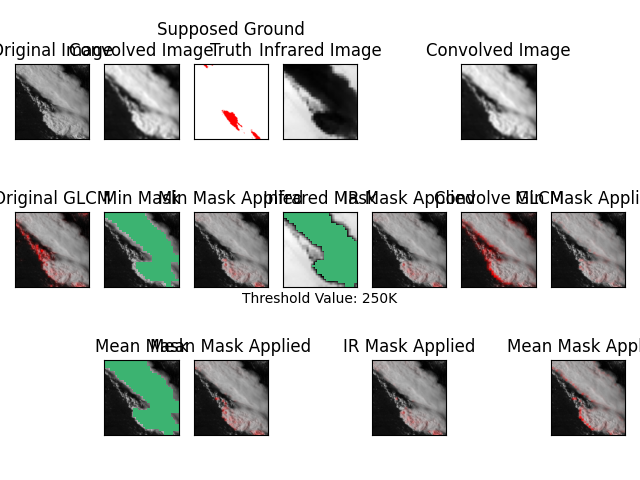 Supposed Ground
Original Image Convolved Image Truth Infrared Image Convolved Image
Original GLCM Min Mask Min Mask Applied Infrared Mask IR Mask Applied Convolve GLCM Min Mask Appli
Threshold Value: 250K
Mean Mask Mean Mask Applied IR Mask Applied Mean Mask Appl